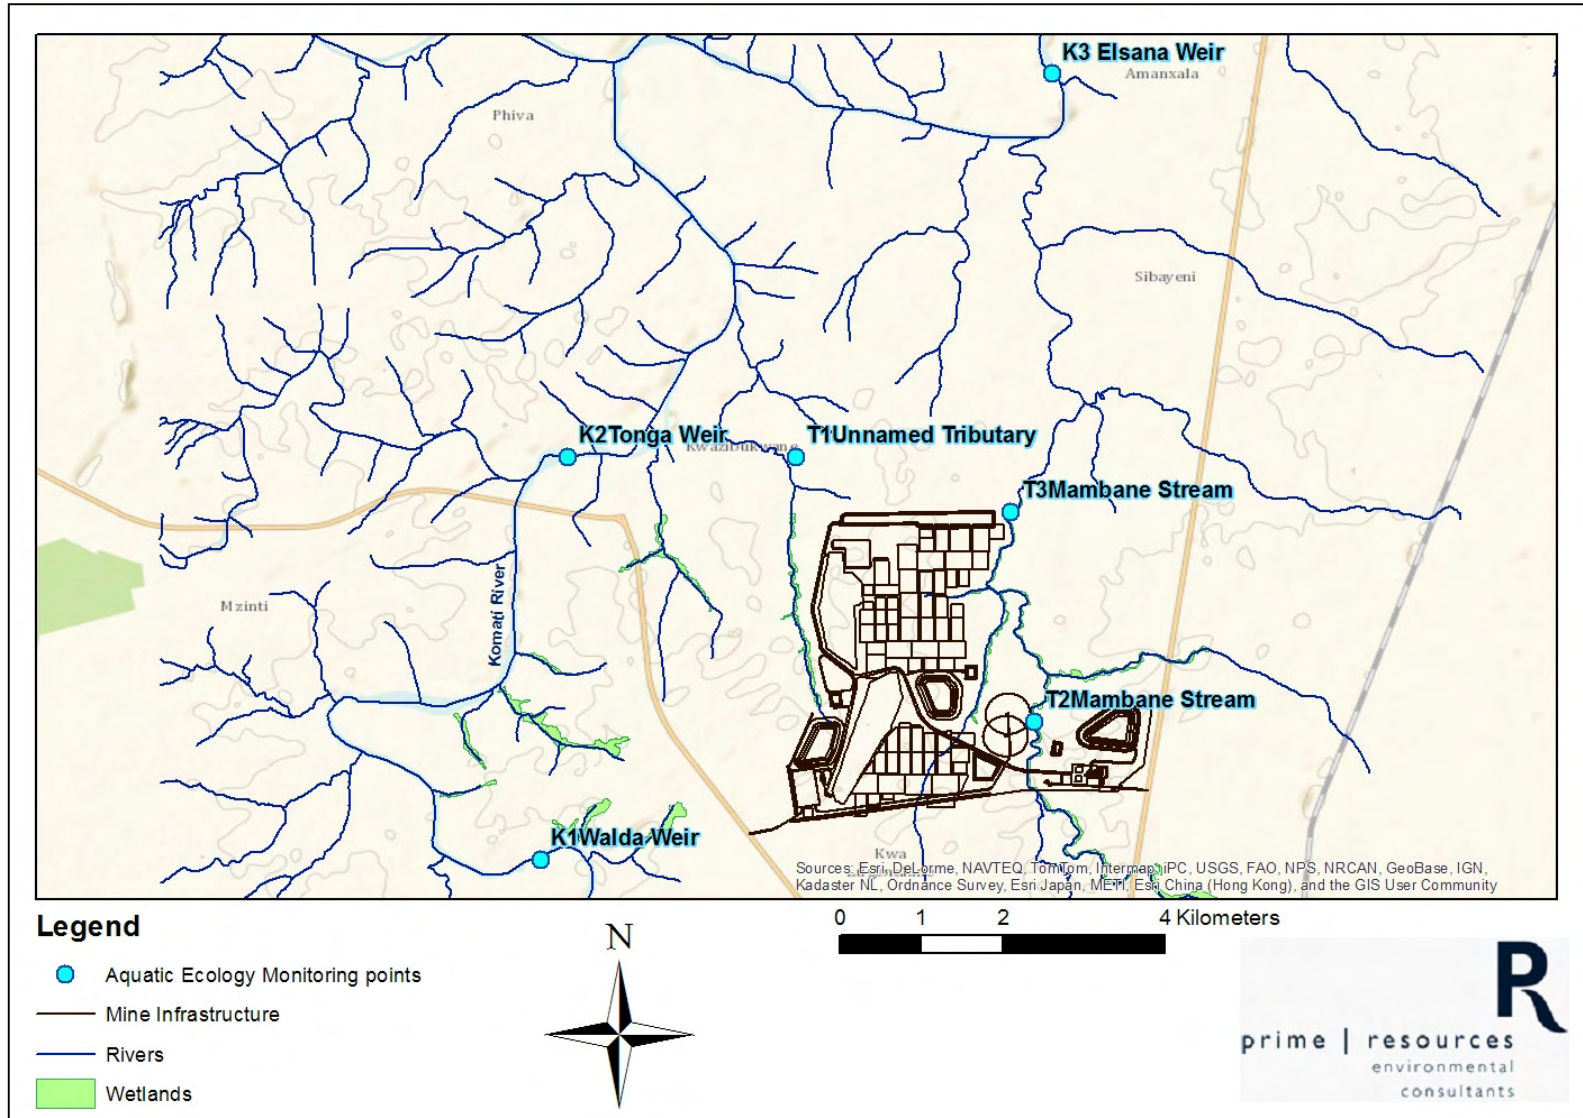 K3 Elsana Weir
Amanxala
Phiva
Sibayeni
K2Tonga Weir
T1Unnamed Tributary
T3Mambane Stream
Komati River
Mzinti
T2Mambane Stream
K1Walda Weir
Kwa
Sources: Esri, DeLorme, NAVTEQ, TomTom, Intermap, iPC, USGS, FAO, NPS, NRCAN, GeoBase, IGN,
Kadaster NL, Ordnance Survey, Esri Japan, METI, Esri China (Hong Kong), and the GIS User Community
Legend
Aquatic Ecology Monitoring points
Mine Infrastructure
Rivers
Wetlands
N
0 1 2 4 Kilometers
R
prime | resources
environmental
consultants